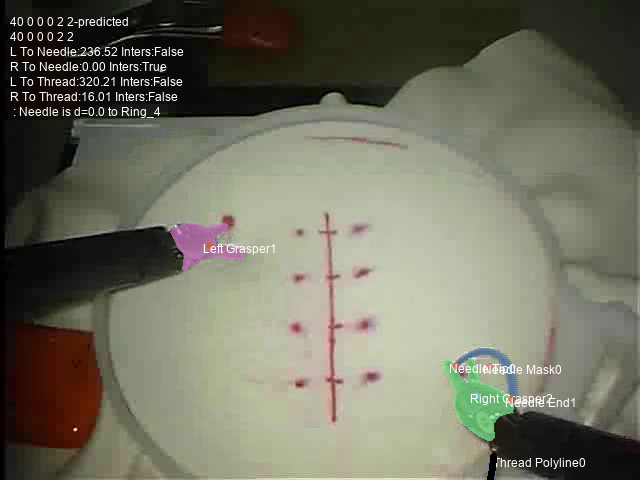 40 0 0 0 2 2-predicted
40 0 0 0 2 2
L To Needle:236.52 Inters:False
R To Needle:0.00 Inters:True
L To Thread:320.21 Inters:False
R To Thread:16.01 Inters:False
: Needle is d=0.0 to Ring_4
Left Grasper1
Needle Mask0
Right Grasper2
Needle End1
Thread Polyline0